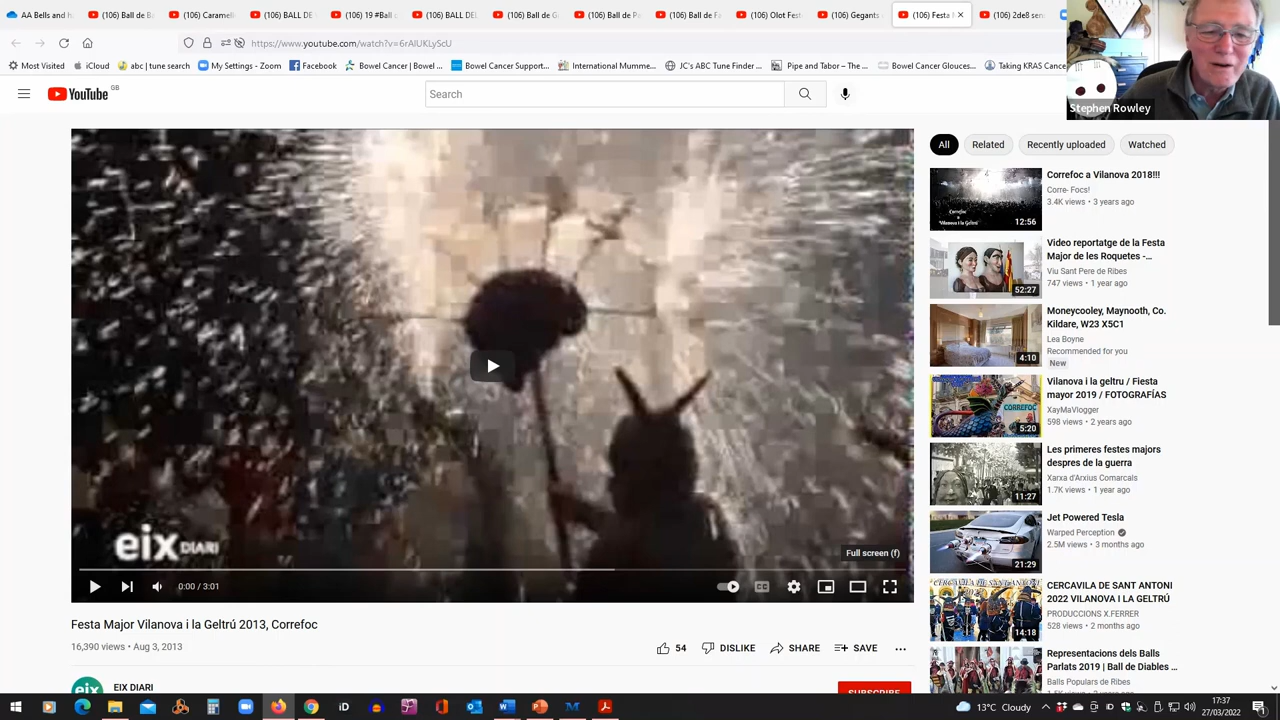 AA Bells and Is
(106) Ball de B
(106) Caramell
(106) BALL DE
(106) 19 #Ball
(106) BALL DEL
(106) Ball de G
(106) Ball de
(106) Ball de Fa
(106) Olot Fest
(106) Gegants
(106) Festa M
(106) 2deß sen
https://www.youtube.com/watch?v=6rAIUKLyScU
Most Visited
iCloud
abc | tune search
My Settings - Zoom
Facebook
Bowel Cancer | Bowel...
Bowel Cancer Support...
International Mumme...
JC's ABC Tune Finder ...
Pipe and Tabor – The ...
Bowel Cancer Glouces...
Taking KRAS Cance
Stephen Rowley
YouTube
GB
Search
All
Related
Recently uploaded
Watched
Correfoc a Vilanova 2018!!!
Corre- Focs!
3.4K views • 3 years ago
Correfoc
Vilanova i la Geltrú
12:56
Video reportatge de la Festa
Major de les Roquetes -...
Viu Sant Pere de Ribes
747 views • 1 year ago
52:27
Moneycooley, Maynooth, Co.
Kildare, W23 X5C1
Lea Boyne
Recommended for you
New
4:10
Vilanova i la geltru / Fiesta
mayor 2019 / FOTOGRAFÍAS
XayMaVlogger
598 views • 2 years ago
CORREFOC
5:20
Les primeres festes majors
despres de la guerra
Xarxa d'Arxius Comarcals
1.7K views • 1 year ago
11:27
Jet Powered Tesla
Warped Perception
2.5M views • 3 months ago
21:29
CERCAVILA DE SANT ANTONI
2022 VILANOVA I LA GELTRÚ
PRODUCCIONS X.FERRER
528 views • 2 months ago
14:18
Representacions dels Balls
Parlats 2019 | Ball de Diables ...
Balls Populars de Ribes
eix DIARI
Full screen (f)
0:00 / 3:01
Festa Major Vilanova i la Geltrú 2013, Correfoc
16,390 views • Aug 3, 2013
54
DISLIKE
SHARE
SAVE
eix
EIX DIARI
SUBSCRIBE
13°C Cloudy
17:37
27/03/2022